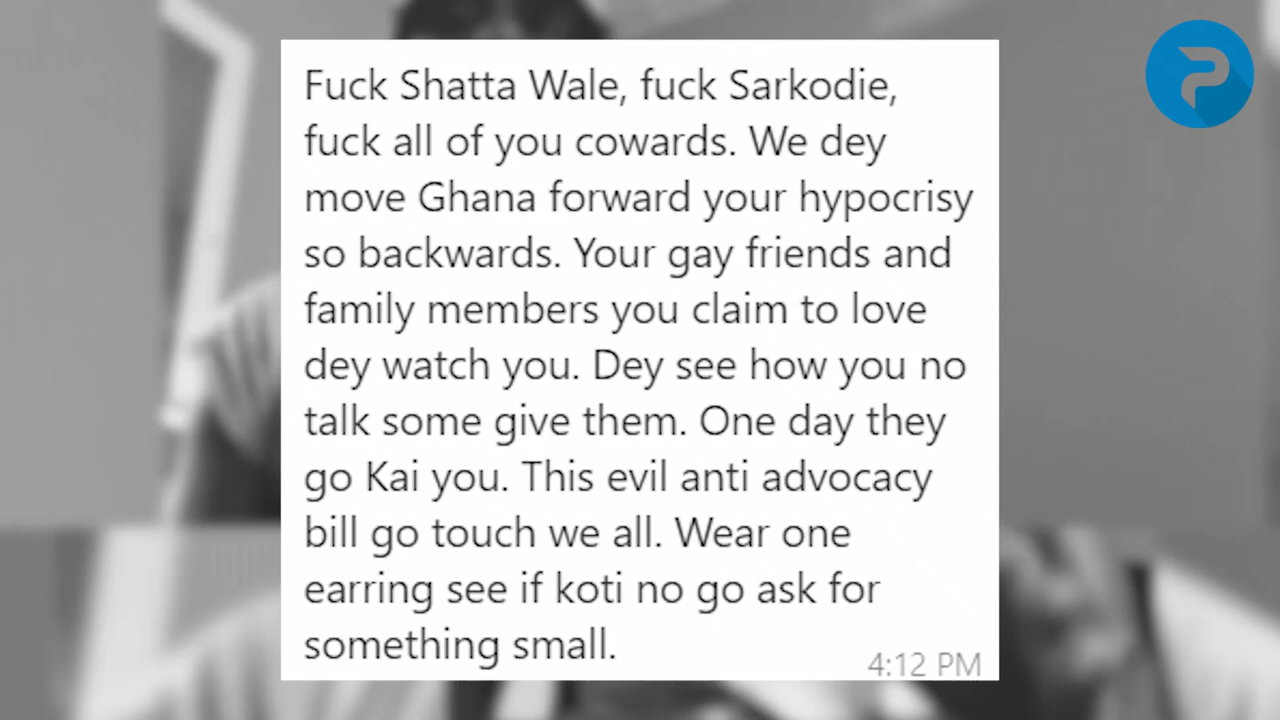 Fuck Shatta Wale, fuck Sarkodie,
fuck all of you cowards. We dey
move Ghana forward your hypocrisy
so backwards. Your gay friends and
family members you claim to love
dey watch you. Dey see how you no
talk some give them. One day they
go Kai you. This evil anti advocacy
bill go touch we all. Wear one
earring see if koti no go ask for
something small.
4:12 PM